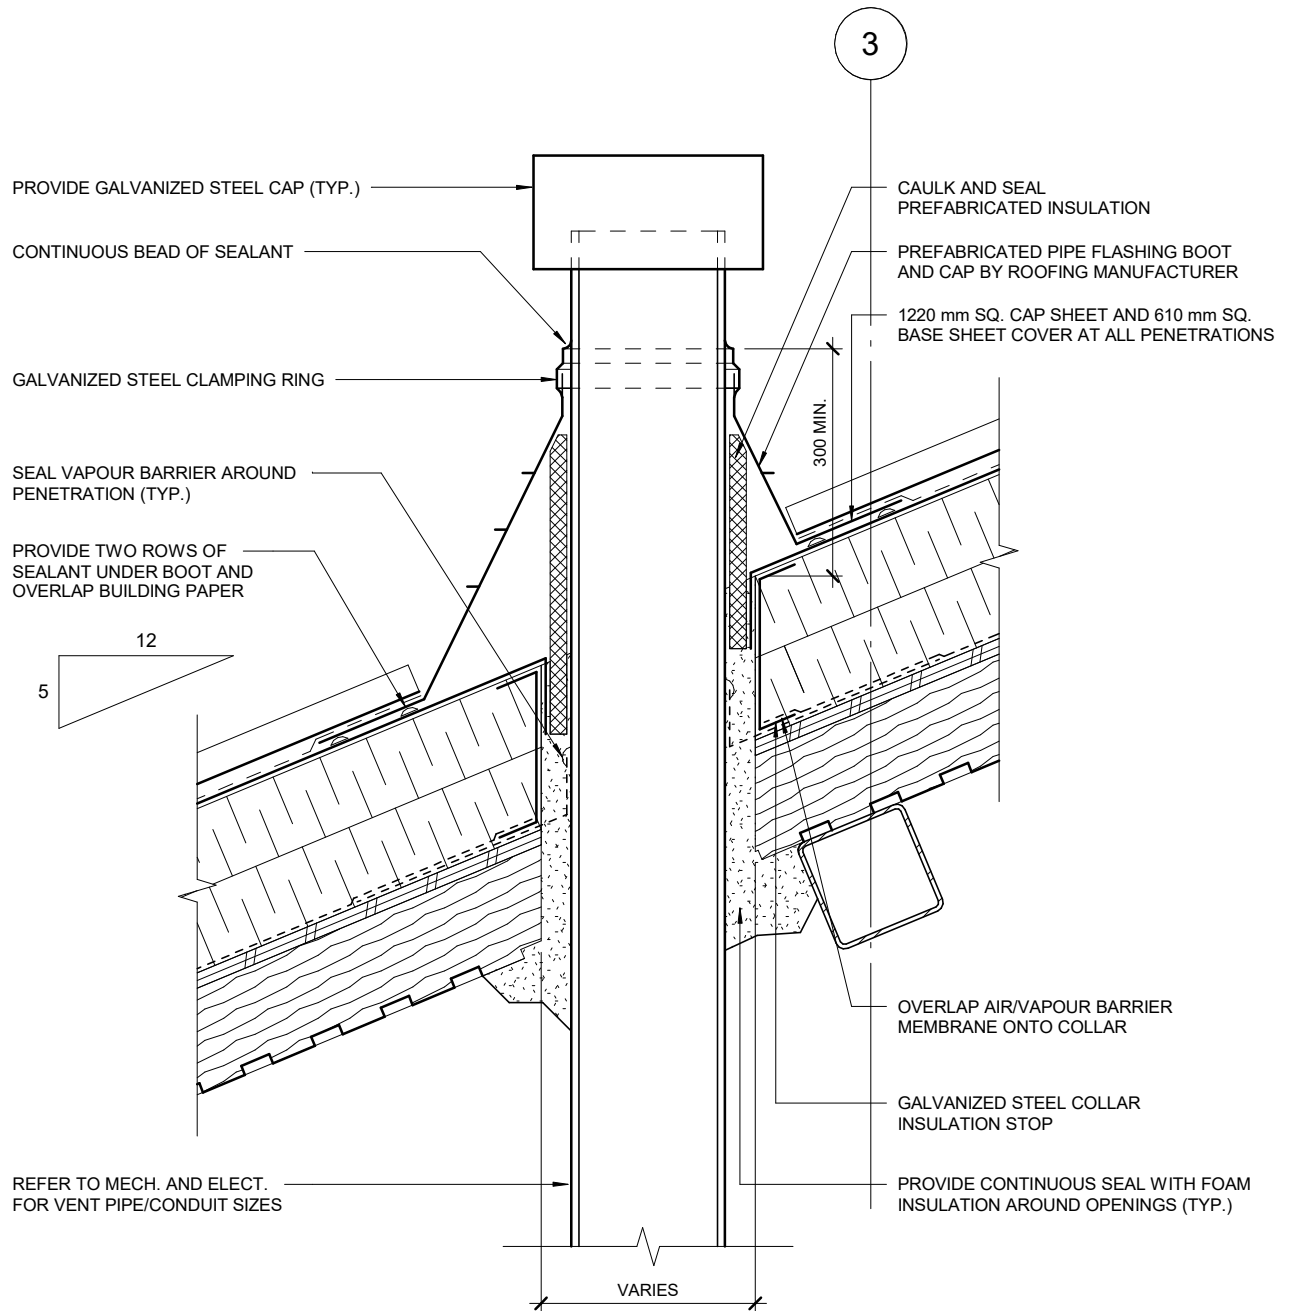 3
PROVIDE GALVANIZED STEEL CAP (TYP.)
CONTINUOUS BEAD OF SEALANT
GALVANIZED STEEL CLAMPING RING
SEAL VAPOUR BARRIER AROUND
PENETRATION (TYP.)
PROVIDE TWO ROWS OF
SEALANT UNDER BOOT AND
OVERLAP BUILDING PAPER
12
5
REFER TO MECH. AND ELECT.
FOR VENT PIPE/CONDUIT SIZES
CAULK AND SEAL
PREFABRICATED INSULATION
PREFABRICATED PIPE FLASHING BOOT
AND CAP BY ROOFING MANUFACTURER
1220 mm SQ. CAP SHEET AND 610 mm SQ.
BASE SHEET COVER AT ALL PENETRATIONS
300 MIN.
OVERLAP AIR/VAPOUR BARRIER
MEMBRANE ONTO COLLAR
GALVANIZED STEEL COLLAR
INSULATION STOP
PROVIDE CONTINUOUS SEAL WITH FOAM
INSULATION AROUND OPENINGS (TYP.)
VARIES